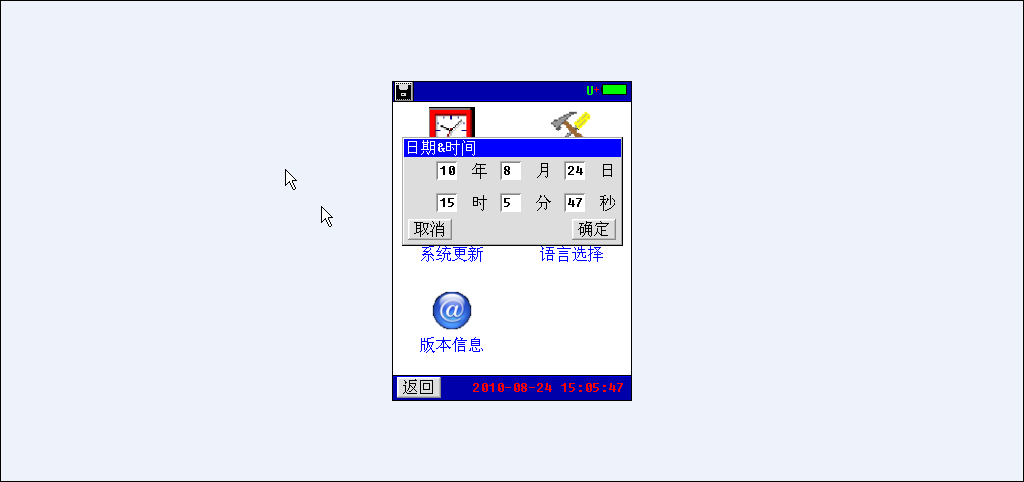 U+
日期&时间
10 年 8 月 24 日
15 时 5 分 47 秒
取消 确定
系统更新 语言选择
@
版本信息
返回 2010-08-24 15:05:47